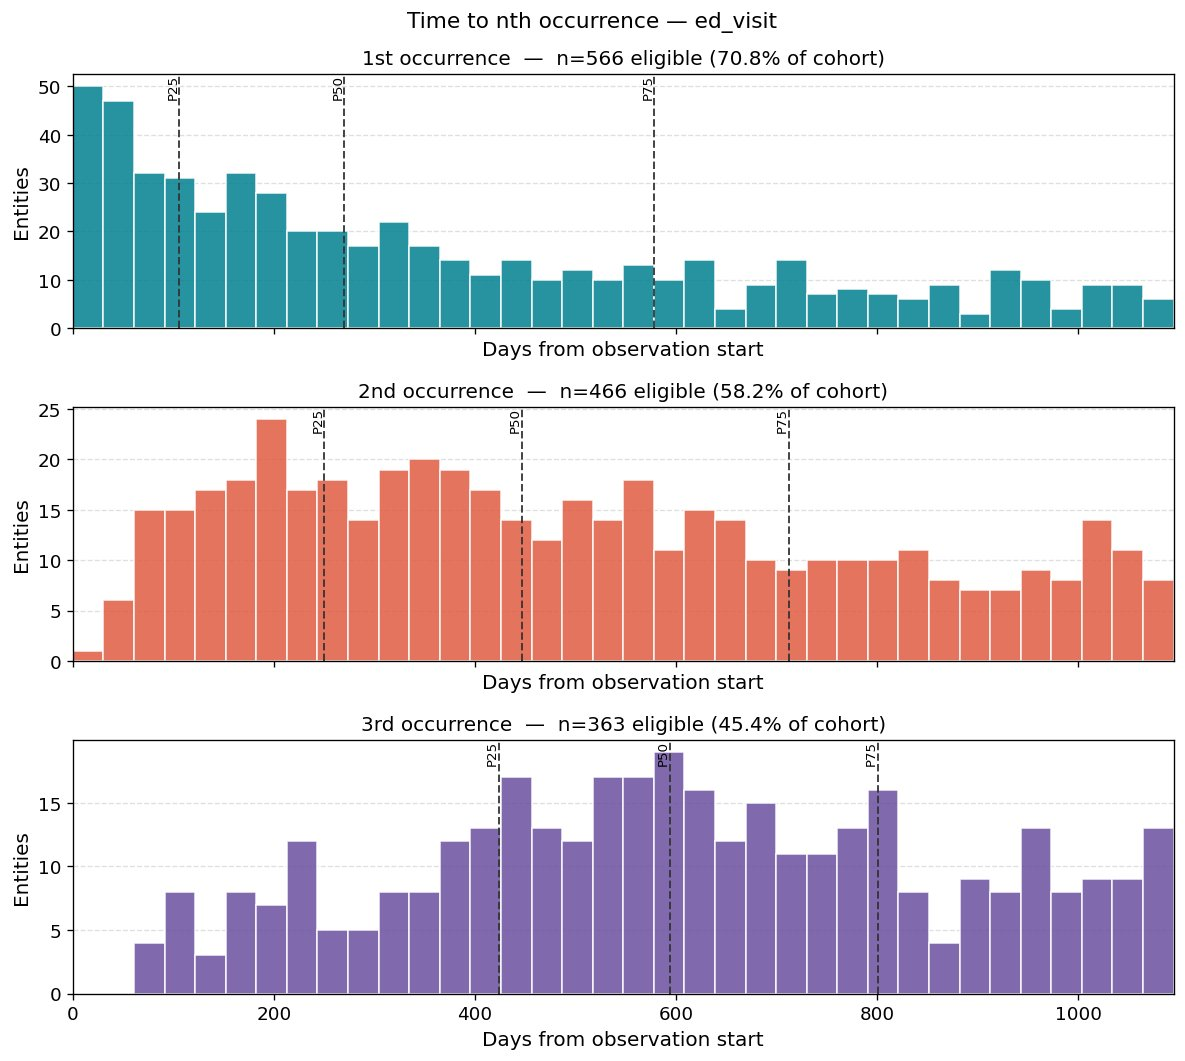 Time to nth occurrence — ed_visit
1st occurrence — n=566 eligible (70.8% of cohort)
P25
P50
P75
50
40
30
20
10
0
Entities
Days from observation start
2nd occurrence — n=466 eligible (58.2% of cohort)
P25
P50
P75
25
20
15
10
5
0
Entities
Days from observation start
3rd occurrence — n=363 eligible (45.4% of cohort)
P25
P50
P75
15
10
5
0
Entities
0 200 400 600 800 1000
Days from observation start